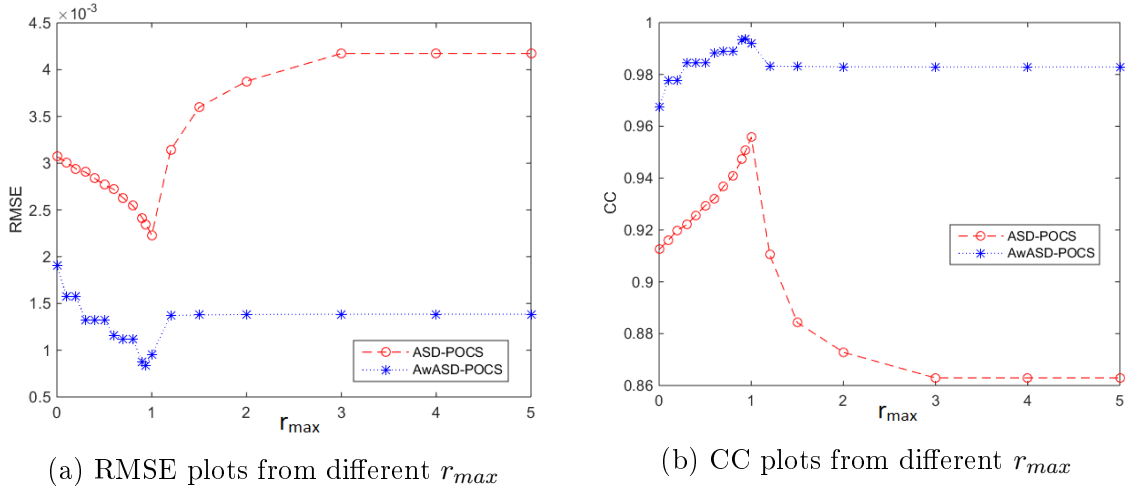 ×10⁻³
4.5
4
3.5
3
2.5
2
1.5
1
0.5
RMSE
0 1 2 3 4 5
r_max
ASD-POCS
AwASD-POCS
(a) RMSE plots from different r_max
1
0.98
0.96
0.94
0.92
0.9
0.88
0.86
CC
0 1 2 3 4 5
r_max
ASD-POCS
AwASD-POCS
(b) CC plots from different r_max